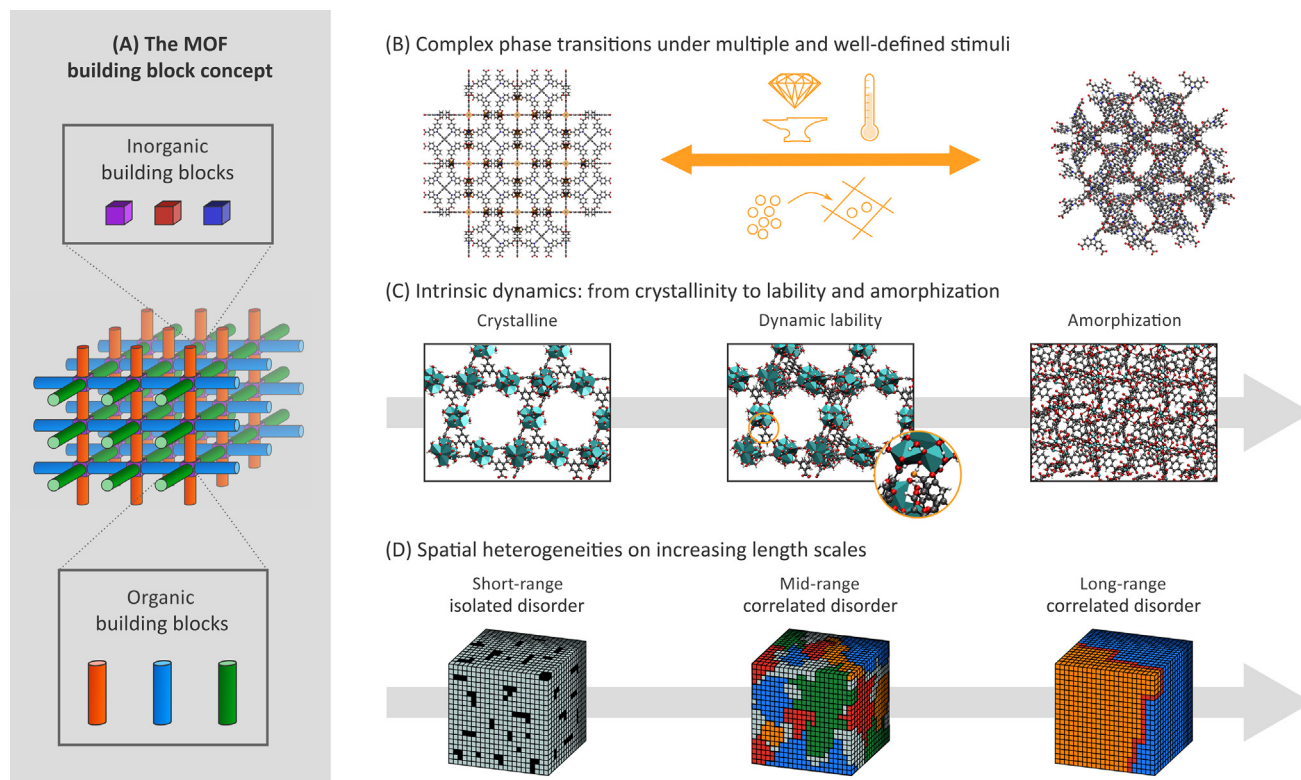 (A) The MOF
building block concept
Inorganic
building blocks
Organic
building blocks
(B) Complex phase transitions under multiple and well-defined stimuli
(C) Intrinsic dynamics: from crystallinity to lability and amorphization
Crystalline
Dynamic lability
Amorphization
(D) Spatial heterogeneities on increasing length scales
Short-range
isolated disorder
Mid-range
correlated disorder
Long-range
correlated disorder